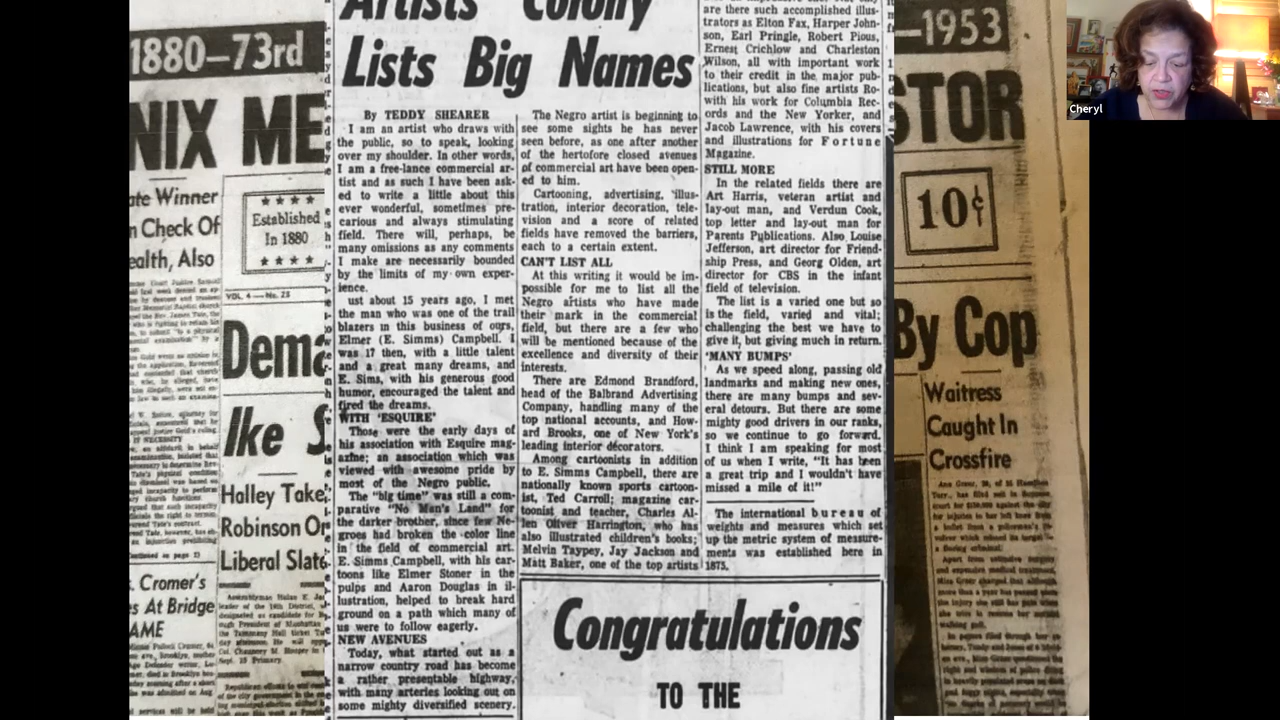 Artists Colony
Lists Big Names
By TEDDY SHEARER
I am an artist who draws with
the public, so to speak, looking
over my shoulder. In other words,
I am a free-lance commercial ar-
tist and as such I have been ask-
ed to write a little about this
ever wonderful, sometimes pre-
carious and always stimulating
field. There will, perhaps, be
many omissions as any comments
I make are necessarily bounded
by the limits of my own exper-
ience.
ust about 15 years ago, I met
the man who was one of the trail
blazers in this business of ours,
Elmer (E. Simms) Campbell. I
was 17 then, with a little talent
and a great many dreams, and
E. Sims, with his generous good
humor, encouraged the talent and
fired the dreams.
WITH 'ESQUIRE'
Those were the early days of
his association with Esquire mag-
azine; an association which was
viewed with awesome pride by
most of the Negro public.
The "big time" was still a com-
parative "No Man's Land" for
the darker brother, since few Ne-
groes had broken the color line
in the field of commercial art.
E. Simms Campbell, with his car-
toons like Elmer Stoner in the
pulps and Aaron Douglas in il-
lustration, helped to break hard
ground on a path which many of
us were to follow eagerly.
NEW AVENUES
Today, what started out as a
narrow country road has become
a rather presentable highway,
with many arteries looking out on
some mighty diversified scenery.
The Negro artist is beginning to
see some sights he has never
seen before, as one after another
of the hertofore closed avenues
of commercial art have been open-
ed to him.
Cartooning, advertising, illus-
tration, interior decoration, tele-
vision and a score of related
fields have removed the barriers,
each to a certain extent.
CAN'T LIST ALL
At this writing it would be im-
possible for me to list all the
Negro artists who have made
their mark in the commercial
field, but there are a few who
will be mentioned because of the
excellence and diversity of their
interests.
There are Edmond Brandford,
head of the Balbrand Advertising
Company, handling many of the
top national accounts, and How-
ard Brooks, one of New York's
leading interior decorators.
Among cartoonists in addition
to E. Simms Campbell, there are
nationally known sports cartoon-
ist, Ted Carroll; magazine car-
toonist and teacher, Charles Al-
len Oliver Harrington, who has
also illustrated children's books;
Melvin Taypey, Jay Jackson and
Matt Baker, one of the top artists
are there such accomplished illus-
trators as Elton Fax, Harper John-
son, Earl Pringle, Robert Pious,
Ernest Crichlow and Charleston
Wilson, all with important work
to their credit in the major pub-
lications, but also fine artists Ro-
with his work for Columbia Rec-
ords and the New Yorker, and
Jacob Lawrence, with his covers
and illustrations for Fortune
Magazine.
STILL MORE
In the related fields there are
Art Harris, veteran artist and
lay-out man, and Verdun Cook,
top letter and lay-out man for
Parents Publications. Also, Louise
Jefferson, art director for Friend-
ship Press, and Georg Olden, art
director for CBS in the infant
field of television.
The list is a varied one but so
is the field, varied and vital;
challenging the best we have to
give it, but giving much in return.
'MANY BUMPS'
As we speed along, passing old
landmarks and making new ones,
there are many bumps and sev-
eral detours. But there are some
mighty good drivers in our ranks,
so we continue to go forward.
I think I am speaking for most
of us when I write, "It has been
a great trip and I wouldn't have
missed a mile of it!"
The international bureau of
weights and measures which set
up the metric system of measure-
ments was established here in
1875.
Congratulations
TO THE
1880–73rd
NIX ME
ate Winner
n Check Of
ealth, Also
★ ★ ★ ★
Established
In 1880
★ ★ ★ ★
VOL. 4—No. 23
Dema
Ike S
Halley Take
Robinson Or
Liberal Slate
. Cromer's
s At Bridge
AME
–1953
STOR
10¢
By Cop
Waitress
Caught In
Crossfire
Cheryl